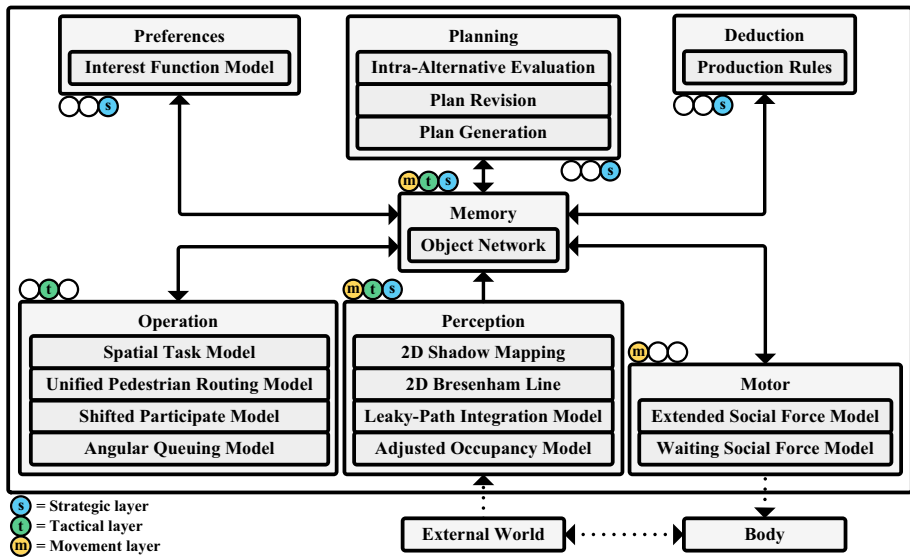 Preferences
Interest Function Model
s
Planning
Intra-Alternative Evaluation
Plan Revision
Plan Generation
s
Deduction
Production Rules
s
m t s
Memory
Object Network
t
Operation
Spatial Task Model
Unified Pedestrian Routing Model
Shifted Participate Model
Angular Queuing Model
m t s
Perception
2D Shadow Mapping
2D Bresenham Line
Leaky-Path Integration Model
Adjusted Occupancy Model
m
Motor
Extended Social Force Model
Waiting Social Force Model
s = Strategic layer
t = Tactical layer
m = Movement layer
External World
Body